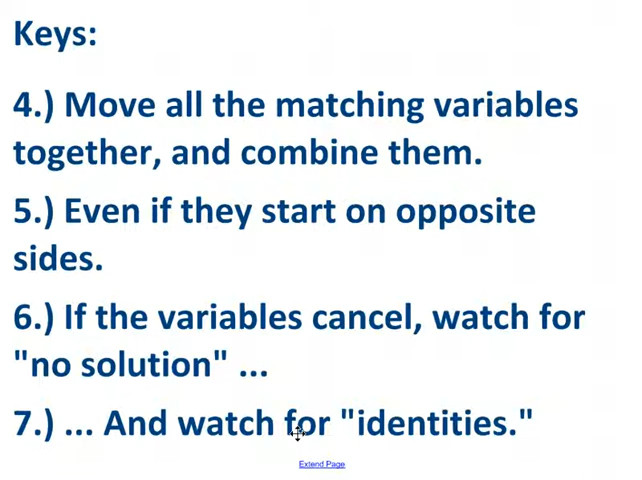 Keys:
4.) Move all the matching variables
together, and combine them.
5.) Even if they start on opposite
sides.
6.) If the variables cancel, watch for
"no solution" ...
7.) ... And watch for "identities."
Extend Page